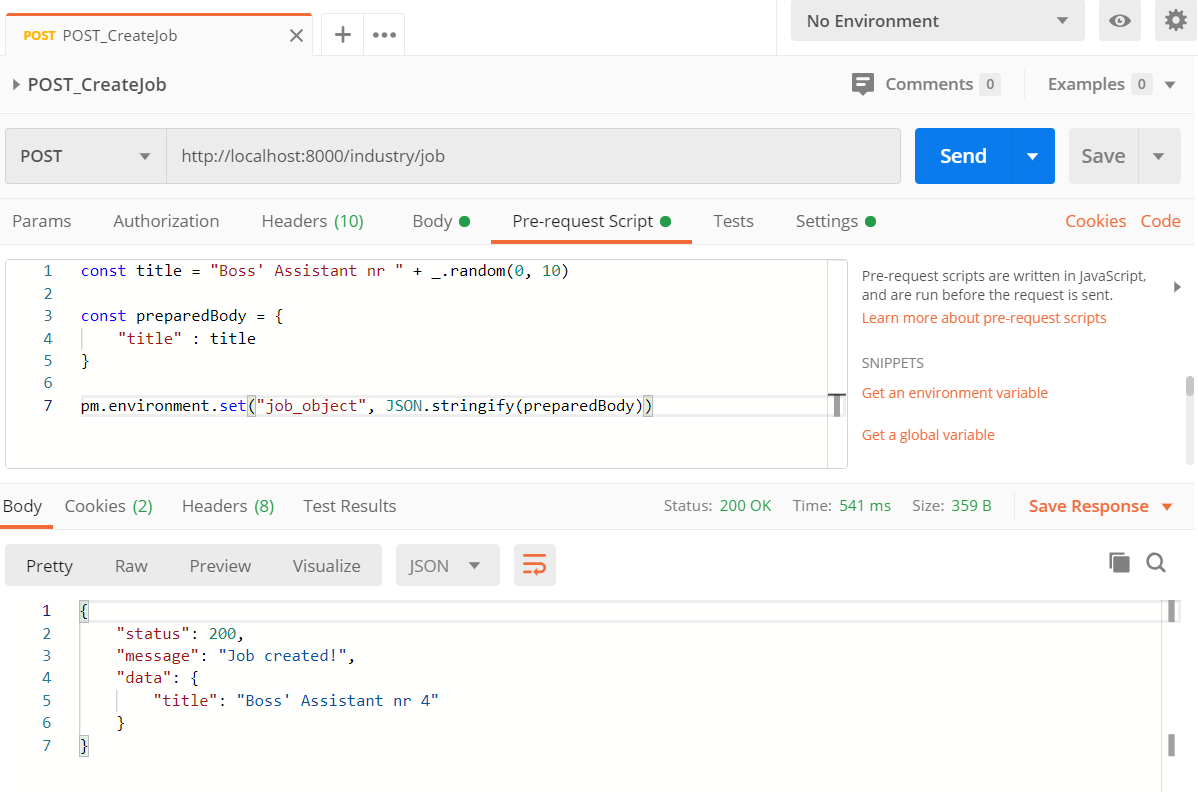 POST POST_CreateJob
No Environment
POST_CreateJob
Comments 0 Examples 0
POST http://localhost:8000/industry/job Send Save
Params Authorization Headers (10) Body Pre-request Script Tests Settings Cookies Code
1 const title = "Boss' Assistant nr " + _.random(0, 10)
2
3 const preparedBody = {
4 "title" : title
5 }
6
7 pm.environment.set("job_object", JSON.stringify(preparedBody))
Pre-request scripts are written in JavaScript,
and are run before the request is sent.
Learn more about pre-request scripts
SNIPPETS
Get an environment variable
Get a global variable
Body Cookies (2) Headers (8) Test Results Status: 200 OK Time: 541 ms Size: 359 B Save Response
Pretty Raw Preview Visualize JSON
1 {
2 "status": 200,
3 "message": "Job created!",
4 "data": {
5 "title": "Boss' Assistant nr 4"
6 }
7 }